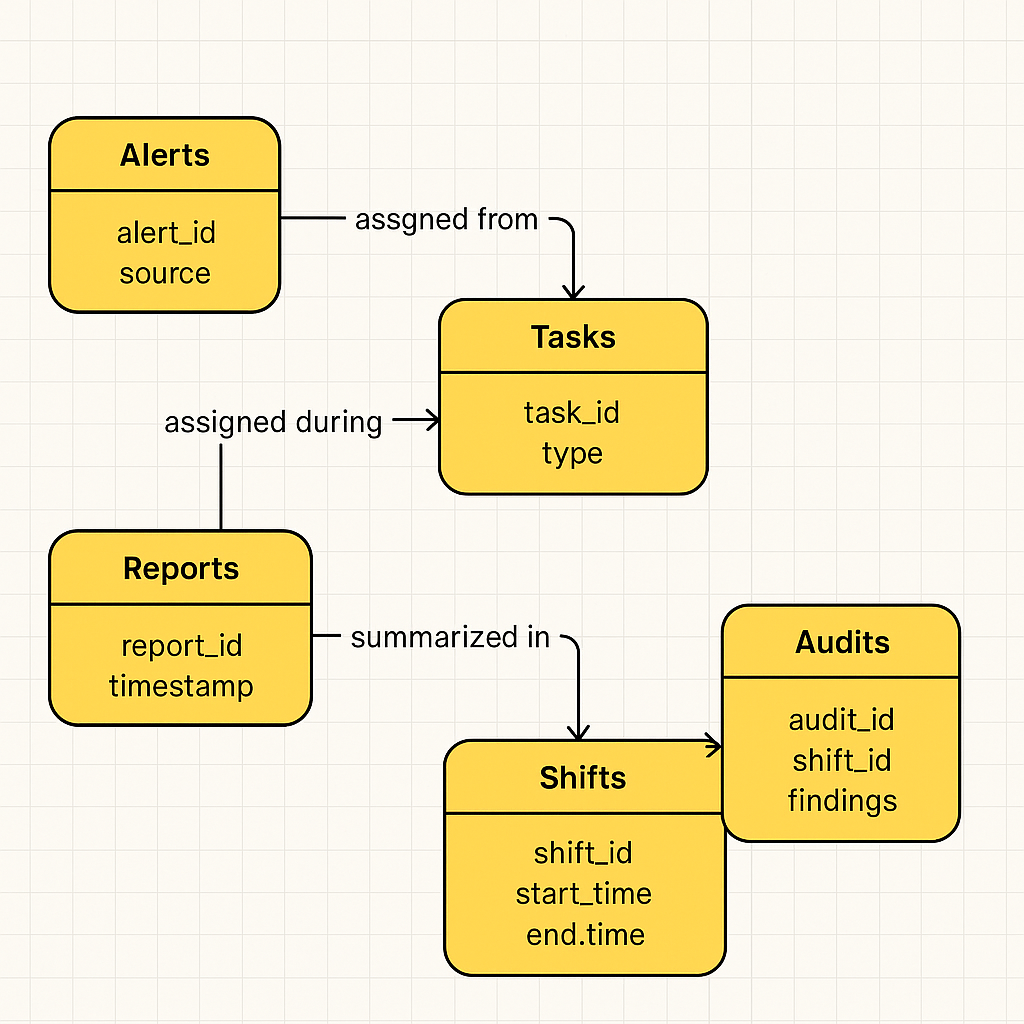 Alerts
alert_id
source
assgned from
Tasks
task_id
type
assigned during
Reports
report_id
timestamp
summarized in
Shifts
shift_id
start_time
end.time
Audits
audit_id
shift_id
findings